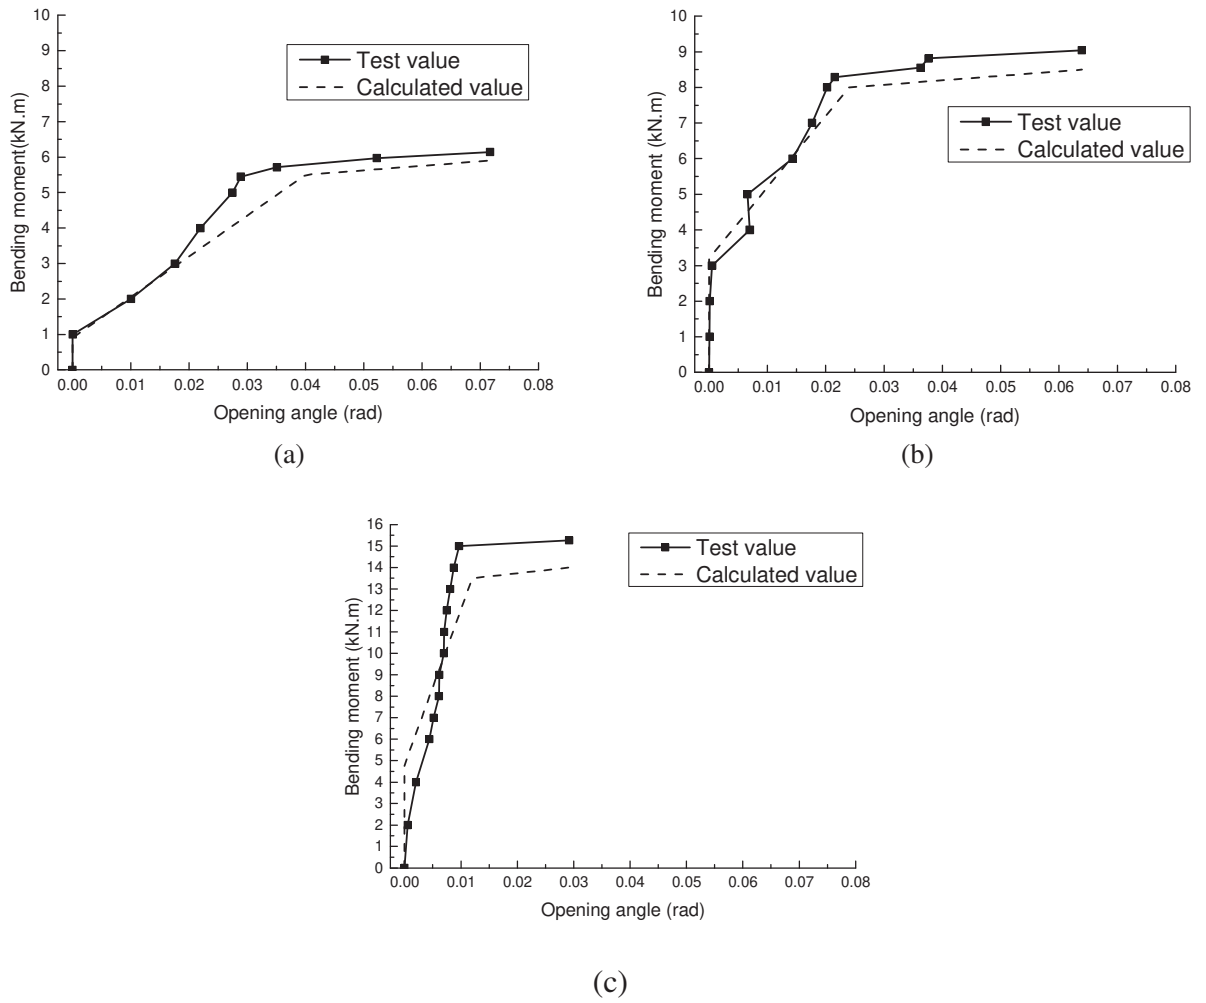 10
9
8
7
6
5
4
3
2
1
0
Bending moment(kN.m)
Test value
Calculated value
0.00 0.01 0.02 0.03 0.04 0.05 0.06 0.07 0.08
Opening angle (rad)
(a)
10
9
8
7
6
5
4
3
2
1
0
Bending moment (kN.m)
Test value
Calculated value
0.00 0.01 0.02 0.03 0.04 0.05 0.06 0.07 0.08
Opening angle (rad)
(b)
16
15
14
13
12
11
10
9
8
7
6
5
4
3
2
1
0
Bending moment (kN.m)
Test value
Calculated value
0.00 0.01 0.02 0.03 0.04 0.05 0.06 0.07 0.08
Opening angle (rad)
(c)